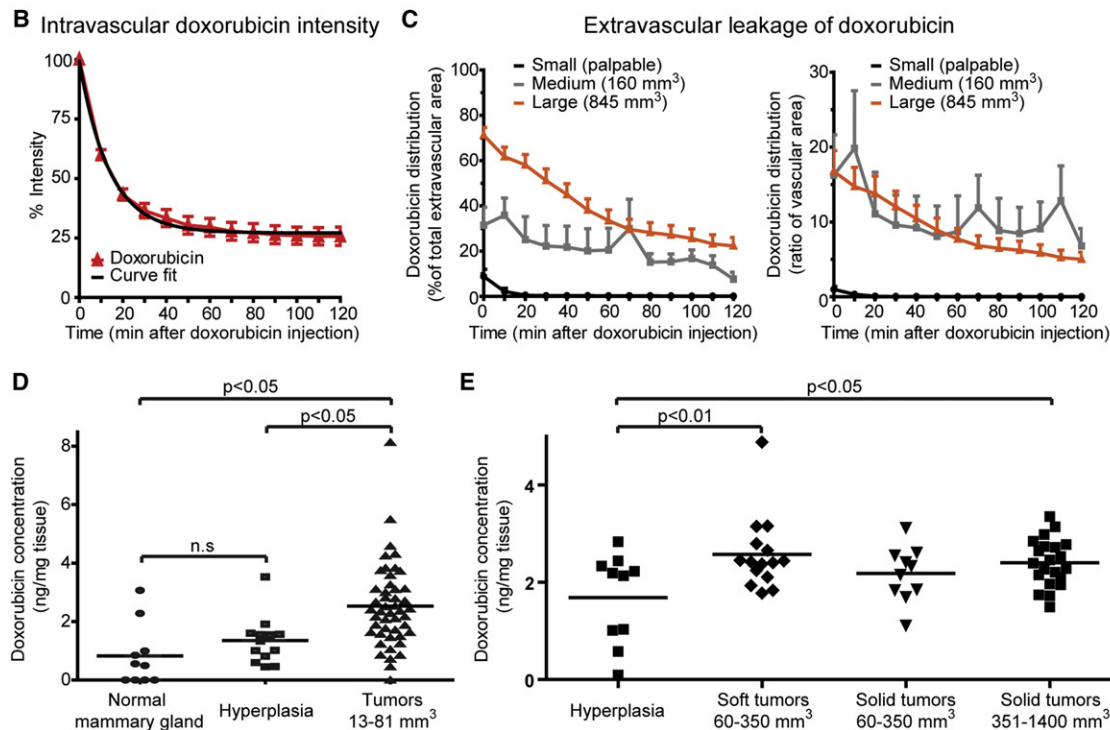 B Intravascular doxorubicin intensity
100
75
50
25
0
% Intensity
Doxorubicin
Curve fit
0 20 40 60 80 100 120
Time (min after doxorubicin injection)
C Extravascular leakage of doxorubicin
Small (palpable)
Medium (160 mm³)
Large (845 mm³)
100
80
60
40
20
0
Doxorubicin distribution
(%of total extravascular area)
0 20 40 60 80 100 120
Time (min after doxorubicin injection)
Small (palpable)
Medium (160 mm³)
Large (845 mm³)
30
20
10
0
Doxorubicin distribution
(ratio of vascular area)
0 20 40 60 80 100 120
Time (min after doxorubicin injection)
D
p<0.05
p<0.05
n.s
8
6
4
2
0
Doxorubicin concentration
(ng/mg tissue)
Normal
mammary gland
Hyperplasia
Tumors
13-81 mm³
E
p<0.05
p<0.01
4
2
0
Doxorubicin concentration
(ng/mg tissue)
Hyperplasia
Soft tumors
60-350 mm³
Solid tumors
60-350 mm³
Solid tumors
351-1400 mm³